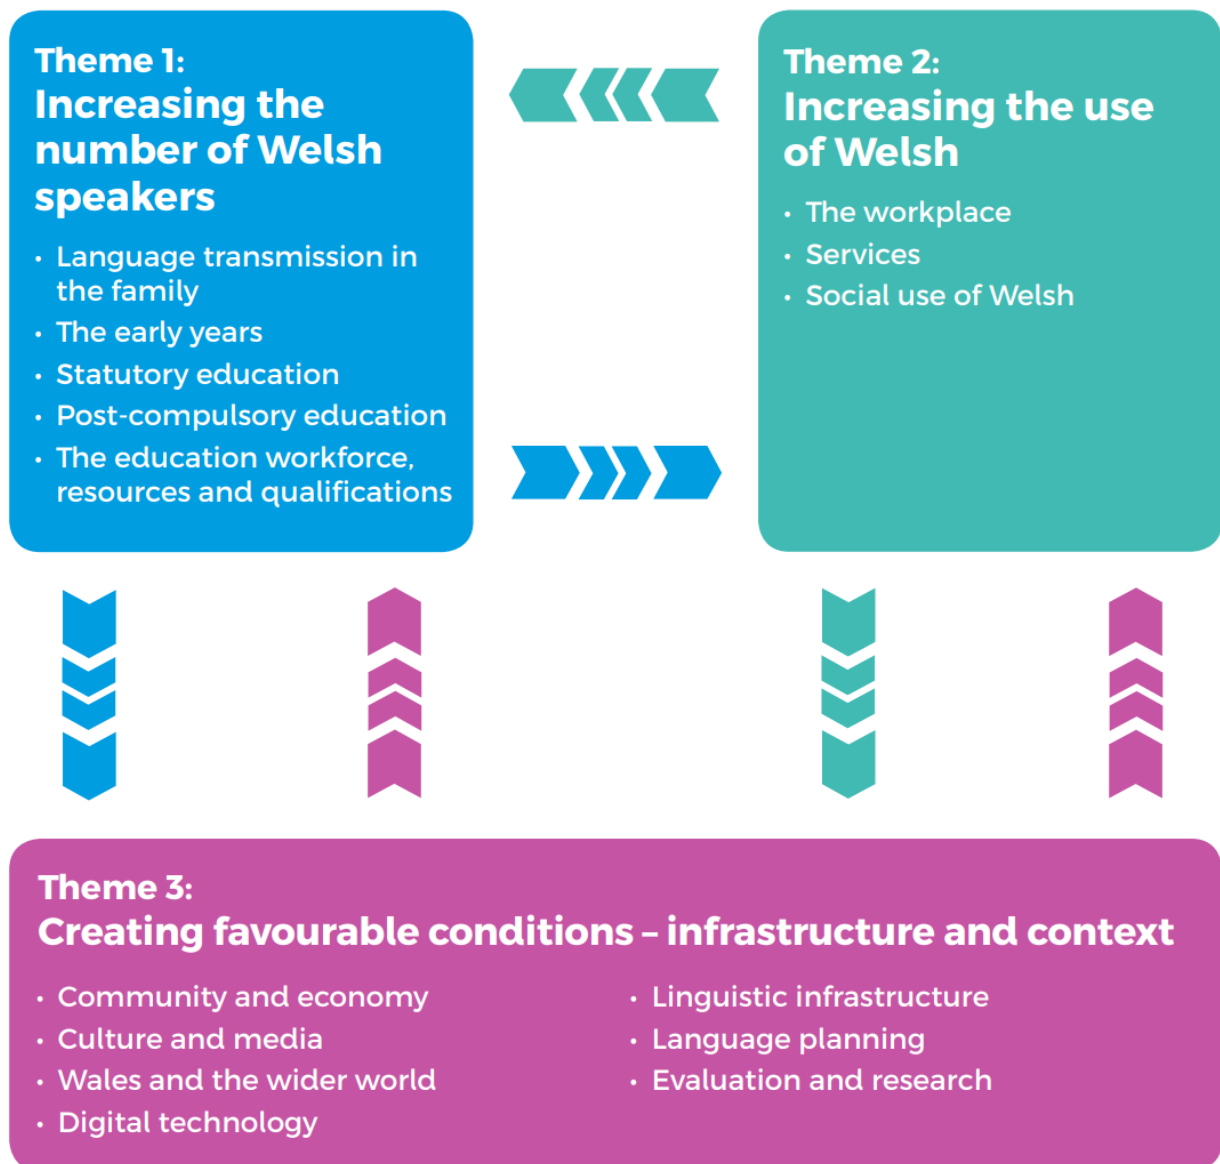 Theme 1:
Increasing the
number of Welsh
speakers
• Language transmission in
the family
• The early years
• Statutory education
• Post-compulsory education
• The education workforce,
resources and qualifications
Theme 2:
Increasing the use
of Welsh
• The workplace
• Services
• Social use of Welsh
Theme 3:
Creating favourable conditions – infrastructure and context
• Community and economy
• Culture and media
• Wales and the wider world
• Digital technology
• Linguistic infrastructure
• Language planning
• Evaluation and research